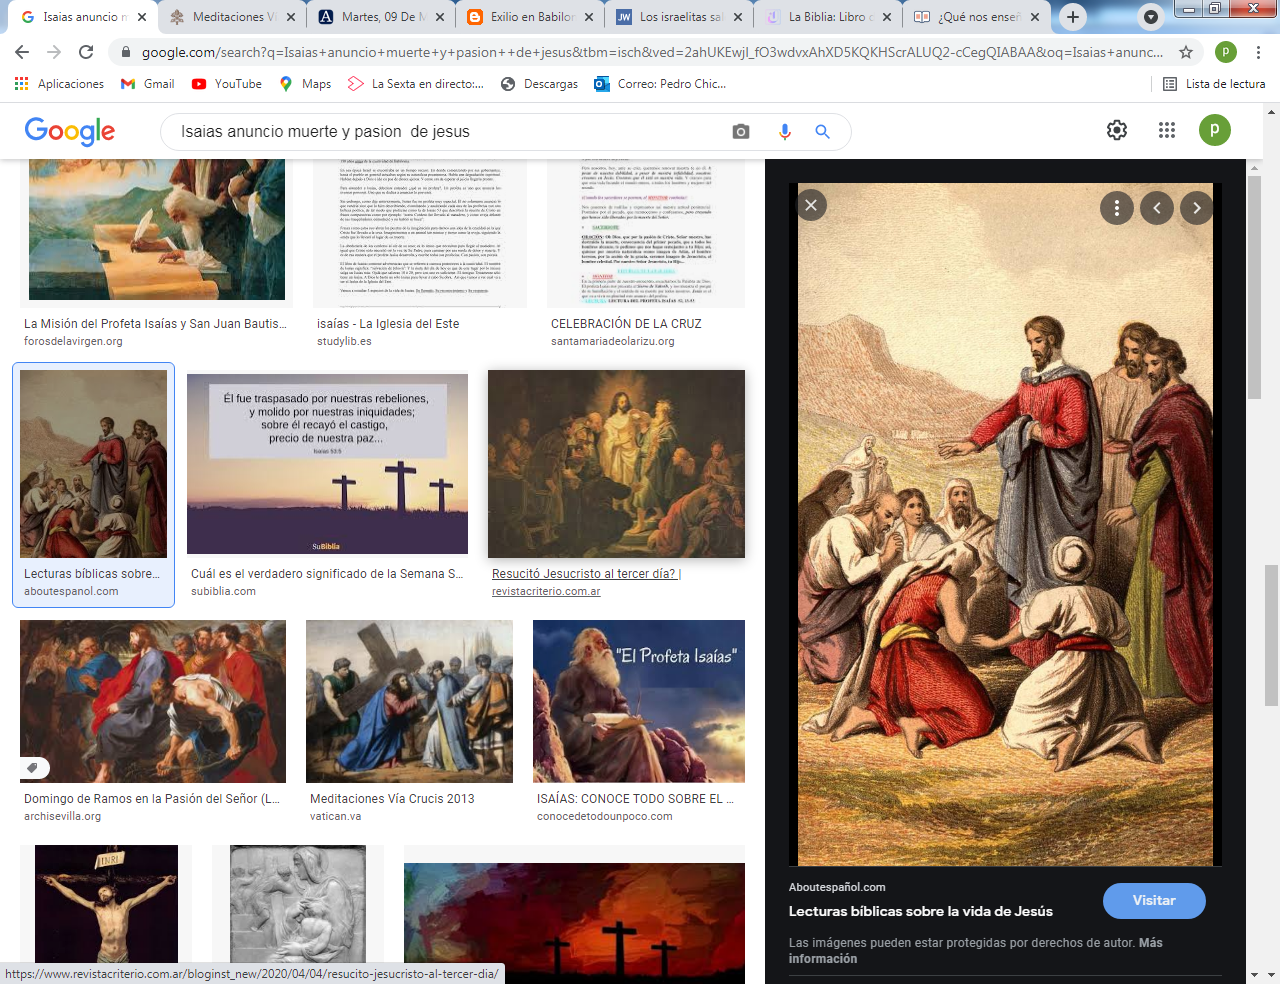 Isaias anuncio m
Meditaciones Ví
Martes, 09 De M
Exilio en Babilon
Los israelitas sal
La Biblia: Libro d
¿Qué nos enseñ
google.com/search?q=Isaias+anuncio+muerte+y+pasion++de+jesus&tbm=isch&ved=2ahUKEwjl_fO3wdvxAhXD5KQKHScrALUQ2-cCegQIABAA&oq=Isaias+anunc...
p
Aplicaciones
Gmail
YouTube
Maps
La Sexta en directo:...
Descargas
Correo: Pedro Chic...
Lista de lectura
Google
Isaias anuncio muerte y pasion  de jesus
p
La Misión del Profeta Isaías y San Juan Bautis...
forosdelavirgen.org
isaías - La Iglesia del Este
studylib.es
CELEBRACIÓN DE LA CRUZ
santamariadeolarizu.org
Él fue traspasado por nuestras rebeliones,
y molido por nuestras iniquidades;
sobre él recayó el castigo,
precio de nuestra paz...
Isaías 53:5
SuBiblia
Lecturas bíblicas sobre...
aboutespanol.com
Cuál es el verdadero significado de la Semana S...
subiblia.com
Resucitó Jesucristo al tercer día? |
revistacriterio.com.ar
"El Profeta Isaías"
Domingo de Ramos en la Pasión del Señor (L...
archisevilla.org
Meditaciones Vía Crucis 2013
vatican.va
ISAÍAS: CONOCE TODO SOBRE EL ...
conocedetodounpoco.com
INRI
Aboutespañol.com
Lecturas bíblicas sobre la vida de Jesús
Visitar
Las imágenes pueden estar protegidas por derechos de autor. Más
información
https://www.revistacriterio.com.ar/bloginst_new/2020/04/04/resucito-jesucristo-al-tercer-dia/